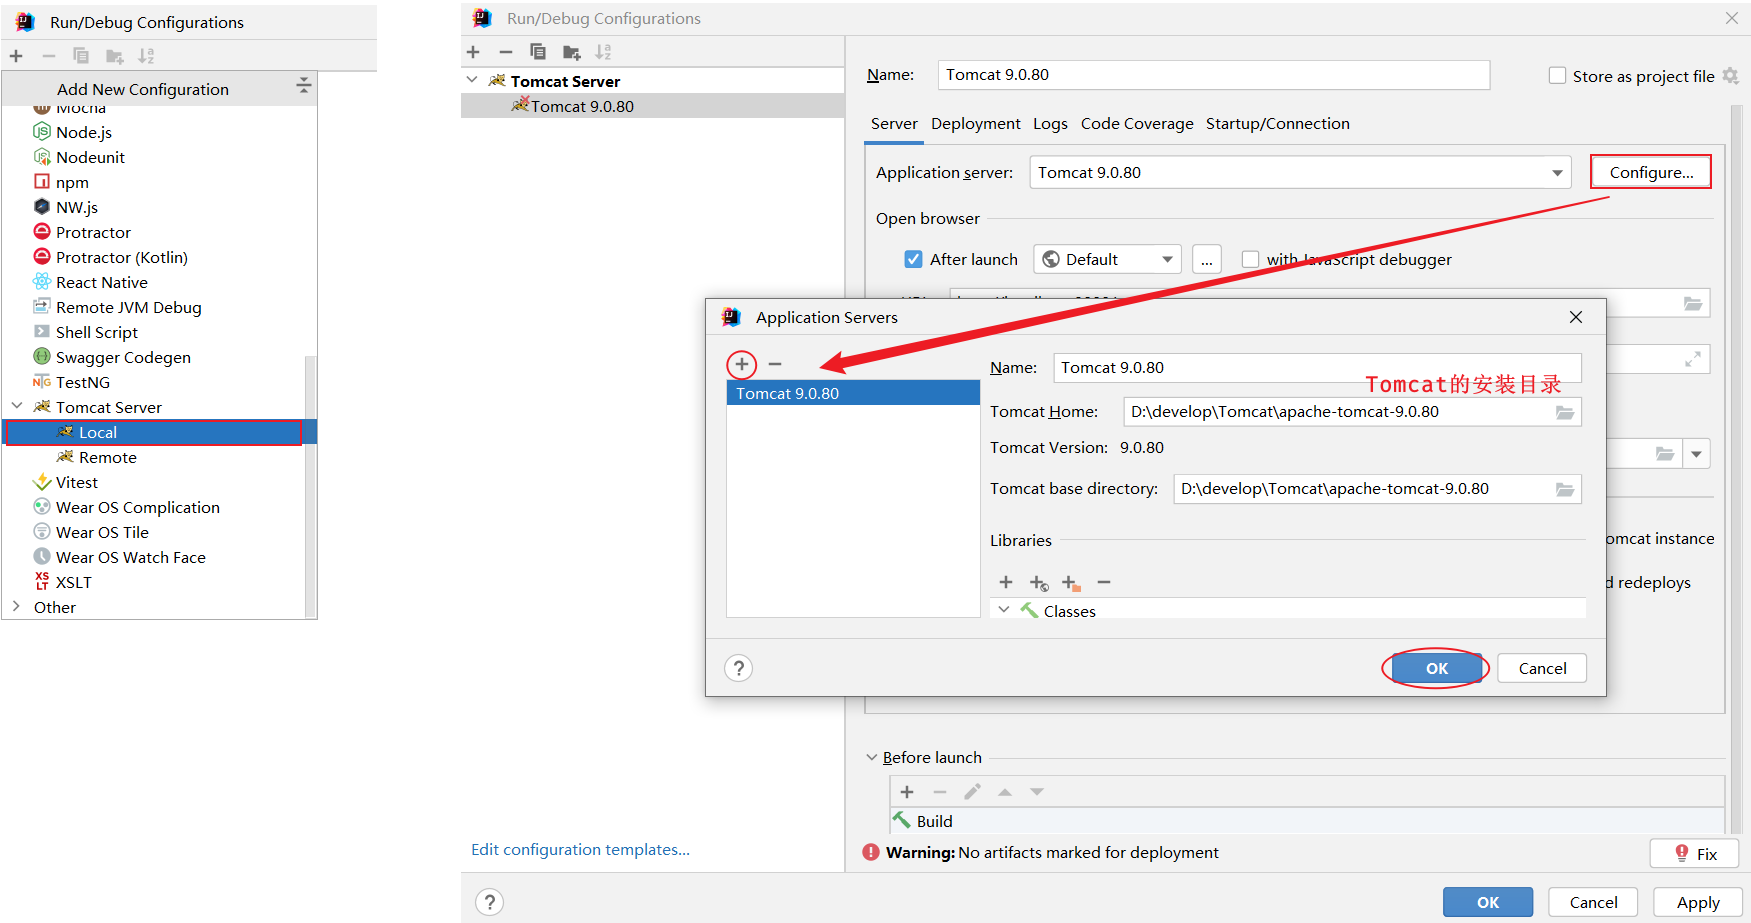 Run/Debug Configurations
Add New Configuration
Mocha
Node.js
Nodeunit
npm
NW.js
Protractor
Protractor (Kotlin)
React Native
Remote JVM Debug
Shell Script
Swagger Codegen
TestNG
Tomcat Server
Local
Remote
Vitest
Wear OS Complication
Wear OS Tile
Wear OS Watch Face
XSLT
Other
Run/Debug Configurations
Tomcat Server
Tomcat 9.0.80
Edit configuration templates...
Name: Tomcat 9.0.80 Store as project file
Server Deployment Logs Code Coverage Startup/Connection
Application server: Tomcat 9.0.80 Configure...
Open browser
After launch Default ... with JavaScript debugger
Application Servers
Tomcat 9.0.80
Name: Tomcat 9.0.80
Tomcat的安装目录
Tomcat Home: D:\develop\Tomcat\apache-tomcat-9.0.80
Tomcat Version: 9.0.80
Tomcat base directory: D:\develop\Tomcat\apache-tomcat-9.0.80
Libraries
Classes
? OK Cancel
omcat instance
d redeploys
Before launch
Build
Warning: No artifacts marked for deployment Fix
? OK Cancel Apply